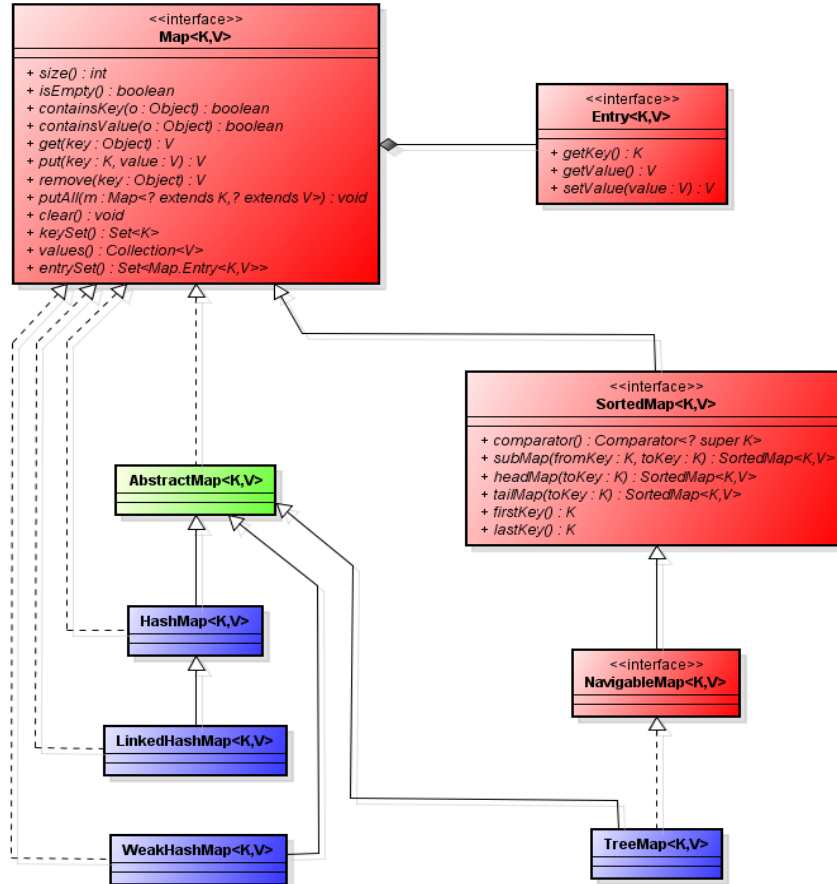 <<interface>>
Map<K,V>
+ size() : int
+ isEmpty() : boolean
+ containsKey(o : Object) : boolean
+ containsValue(o : Object) : boolean
+ get(key : Object) : V
+ put(key : K, value : V) : V
+ remove(key : Object) : V
+ putAll(m : Map<? extends K,? extends V>) : void
+ clear() : void
+ keySet() : Set<K>
+ values() : Collection<V>
+ entrySet() : Set<Map.Entry<K,V>>
<<interface>>
Entry<K,V>
+ getKey() : K
+ getValue() : V
+ setValue(value : V) : V
<<interface>>
SortedMap<K,V>
+ comparator() : Comparator<? super K>
+ subMap(fromKey : K, toKey : K) : SortedMap<K,V>
+ headMap(toKey : K) : SortedMap<K,V>
+ tailMap(toKey : K) : SortedMap<K,V>
+ firstKey() : K
+ lastKey() : K
AbstractMap<K,V>
HashMap<K,V>
<<interface>>
NavigableMap<K,V>
LinkedHashMap<K,V>
WeakHashMap<K,V>
TreeMap<K,V>